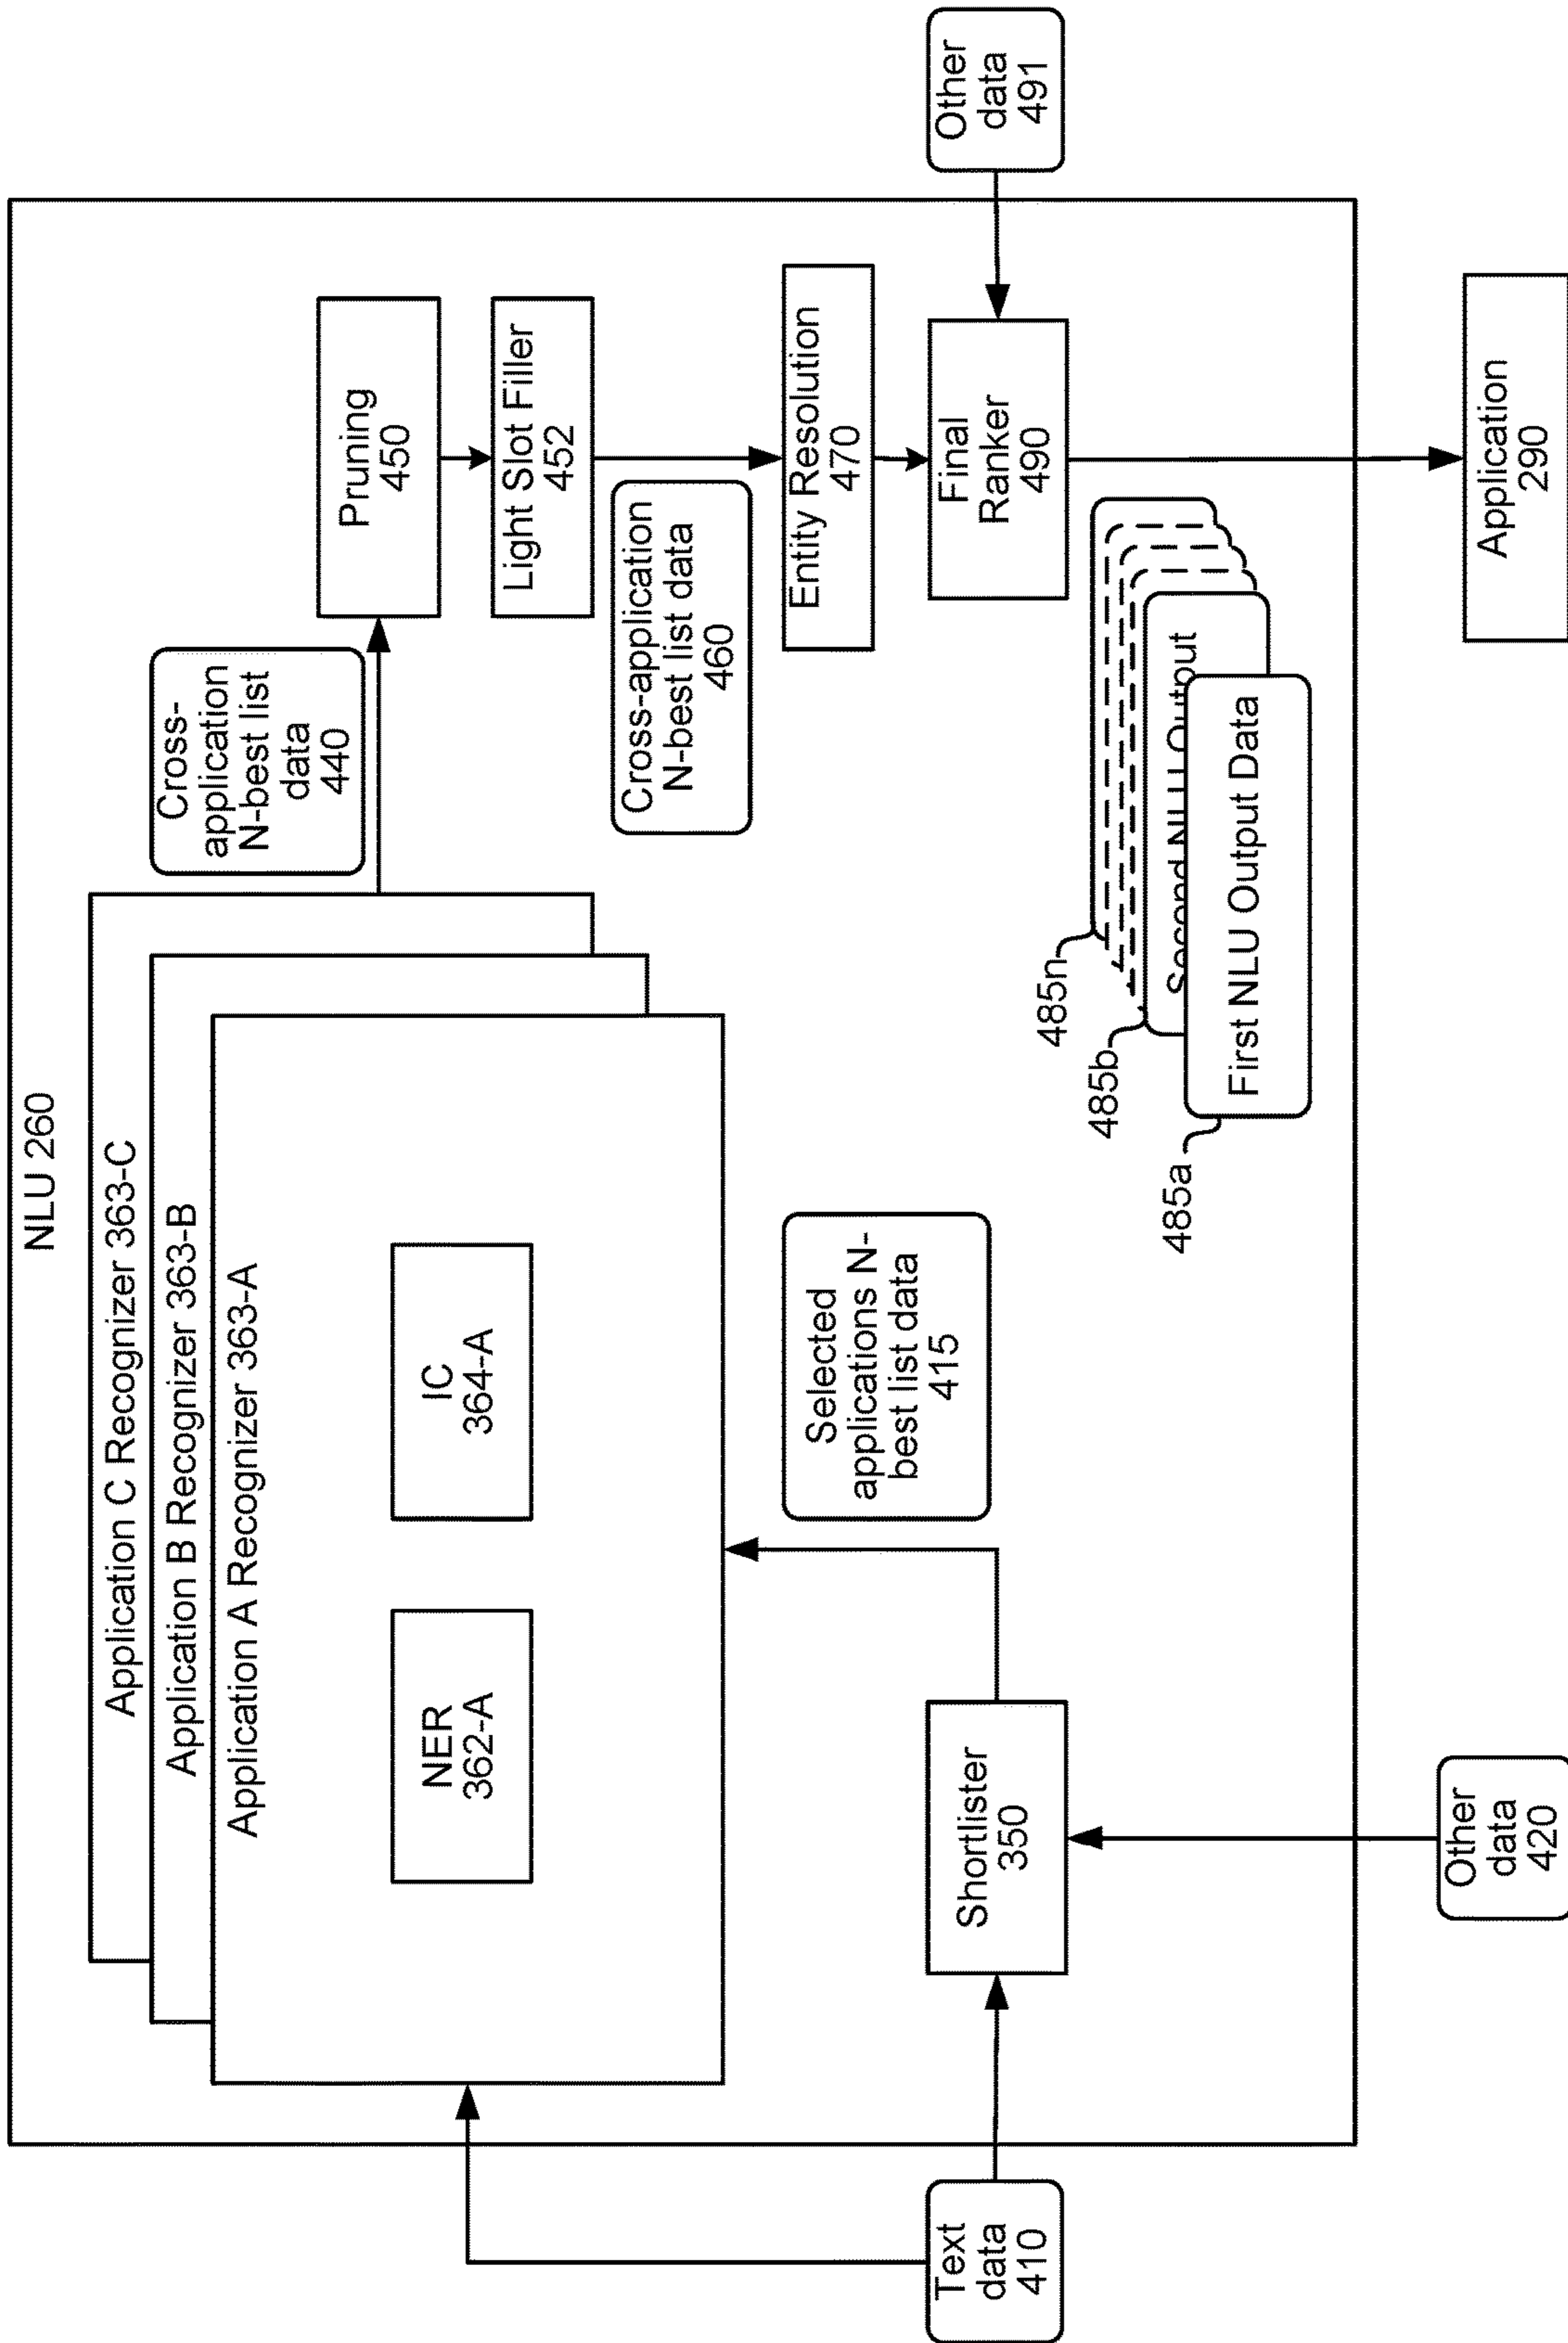 NLU 260
Application C Recognizer 363-C
Application B Recognizer 363-B
Application A Recognizer 363-A
NER
362-A
IC
364-A
Cross-
application
N-best list
data
440
Pruning
450
Light Slot Filler
452
Cross-application
N-best list data
460
Entity Resolution
470
Final
Ranker
490
Other
data
491
Selected
applications N-
best list data
415
Shortlister
350
Text
data
410
Other
data
420
485n
485b
485a
Second NLU Output
First NLU Output Data
Application
290